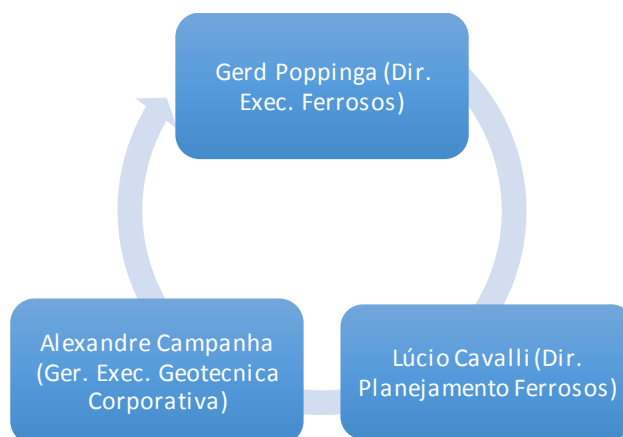 Gerd Poppinga (Dir.
Exec. Ferrosos)
Alexandre Campanha
(Ger. Exec. Geotecnica
Corporativa)
Lúcio Cavalli (Dir.
Planejamento Ferrosos)